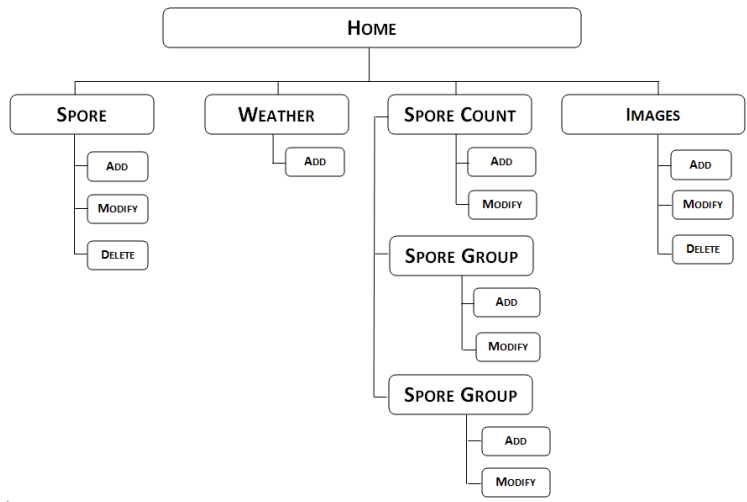 HOME
SPORE
ADD
MODIFY
DELETE
WEATHER
ADD
SPORE COUNT
ADD
MODIFY
SPORE GROUP
ADD
MODIFY
SPORE GROUP
ADD
MODIFY
IMAGES
ADD
MODIFY
DELETE